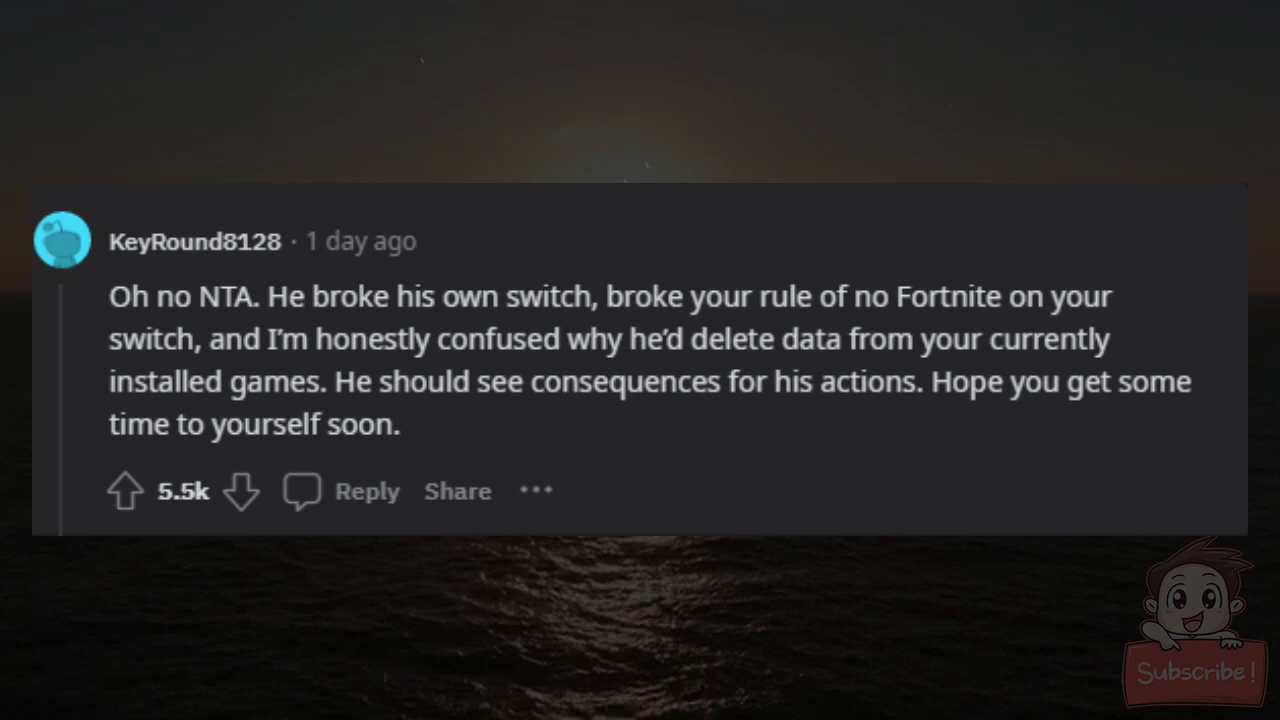 KeyRound8128 · 1 day ago
Oh no NTA. He broke his own switch, broke your rule of no Fortnite on your
switch, and I’m honestly confused why he’d delete data from your currently
installed games. He should see consequences for his actions. Hope you get some
time to yourself soon.
5.5k Reply Share ···
Subscribe!